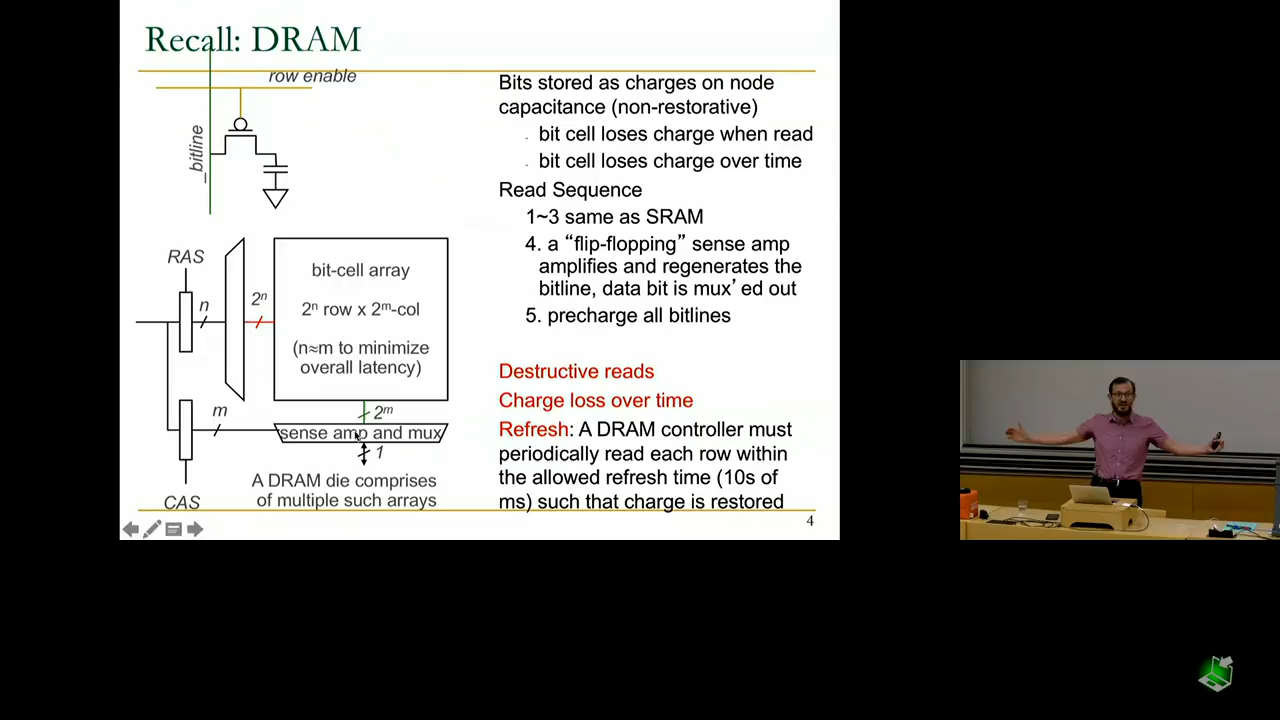 Recall: DRAM
row enable
_bitline
RAS
n
2ⁿ
bit-cell array
2ⁿ row x 2ᵐ-col
(n≈m to minimize
overall latency)
m
2ᵐ
sense amp and mux
1
A DRAM die comprises
of multiple such arrays
CAS
Bits stored as charges on node
capacitance (non-restorative)
bit cell loses charge when read
bit cell loses charge over time
Read Sequence
1~3 same as SRAM
4. a “flip-flopping” sense amp
amplifies and regenerates the
bitline, data bit is mux’ed out
5. precharge all bitlines
Destructive reads
Charge loss over time
Refresh: A DRAM controller must
periodically read each row within
the allowed refresh time (10s of
ms) such that charge is restored
4